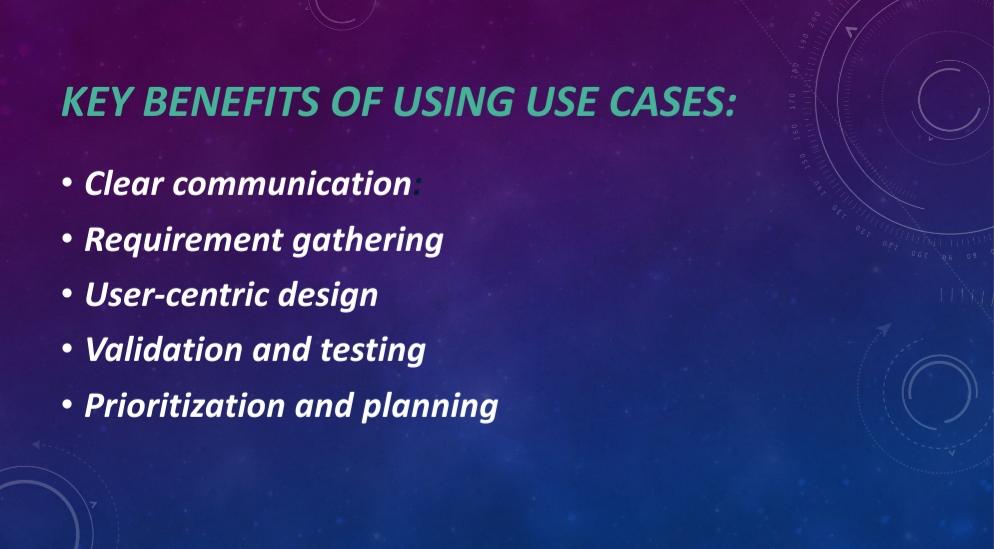 KEY BENEFITS OF USING USE CASES:
• Clear communication:
• Requirement gathering
• User-centric design
• Validation and testing
• Prioritization and planning